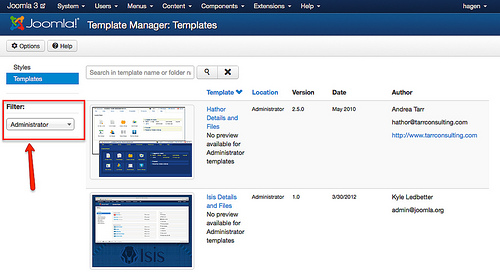 Joomla 3 System Users Menus Content Components Extensions Help hagen
Joomla! Template Manager: Templates
Options Help
Styles
Templates
Search in template name or folder n
Template Location Version Date Author
Filter:
Administrator
Hathor Details and Files Administrator 2.5.0 May 2010 Andrea Tarr
No preview available for Administrator templates
hathor@tarrconsulting.com
http://www.tarrconsulting.com
Isis Details and Files Administrator 1.0 3/30/2012 Kyle Ledbetter
No preview available for Administrator templates
admin@joomla.org
Isis